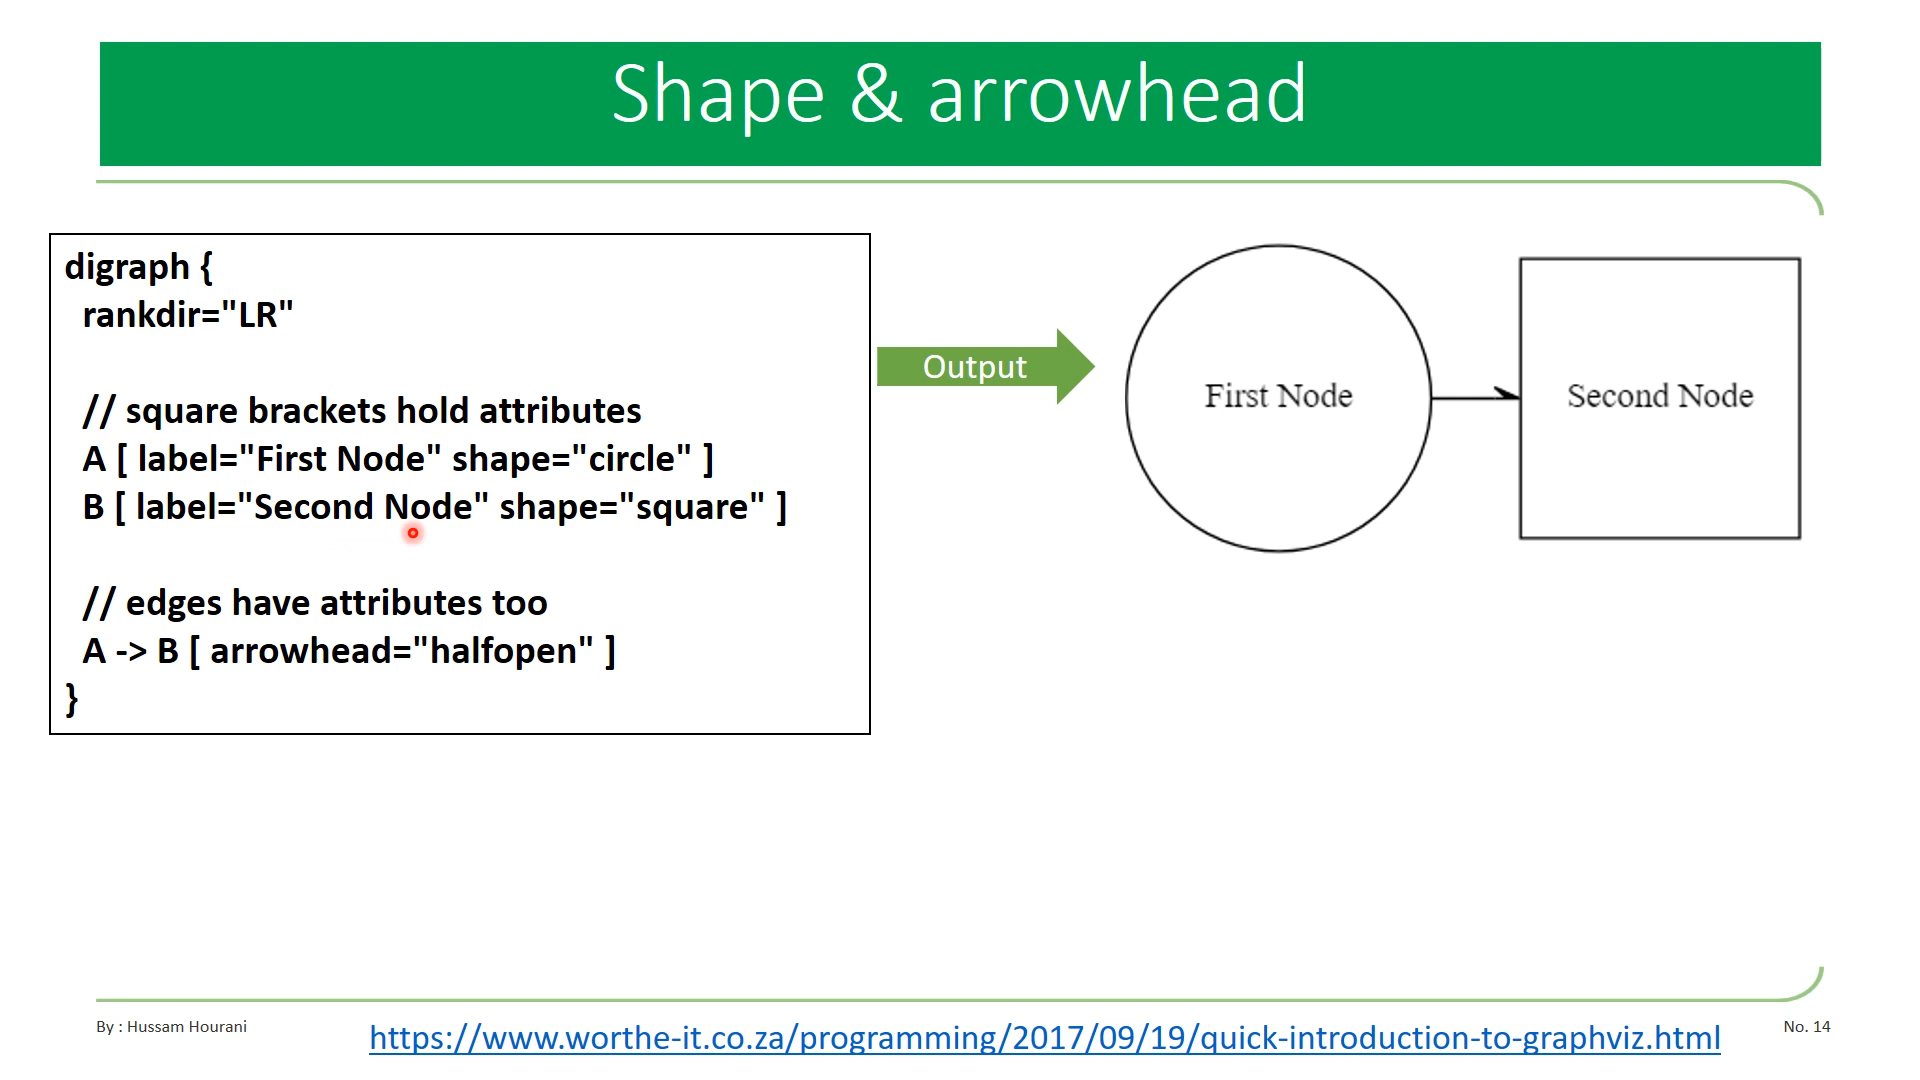 Shape & arrowhead
digraph {
rankdir="LR"
// square brackets hold attributes
A [ label="First Node" shape="circle" ]
B [ label="Second Node" shape="square" ]
// edges have attributes too
A -> B [ arrowhead="halfopen" ]
}
Output
First Node
Second Node
By : Hussam Hourani
https://www.worthe-it.co.za/programming/2017/09/19/quick-introduction-to-graphviz.html
No. 14